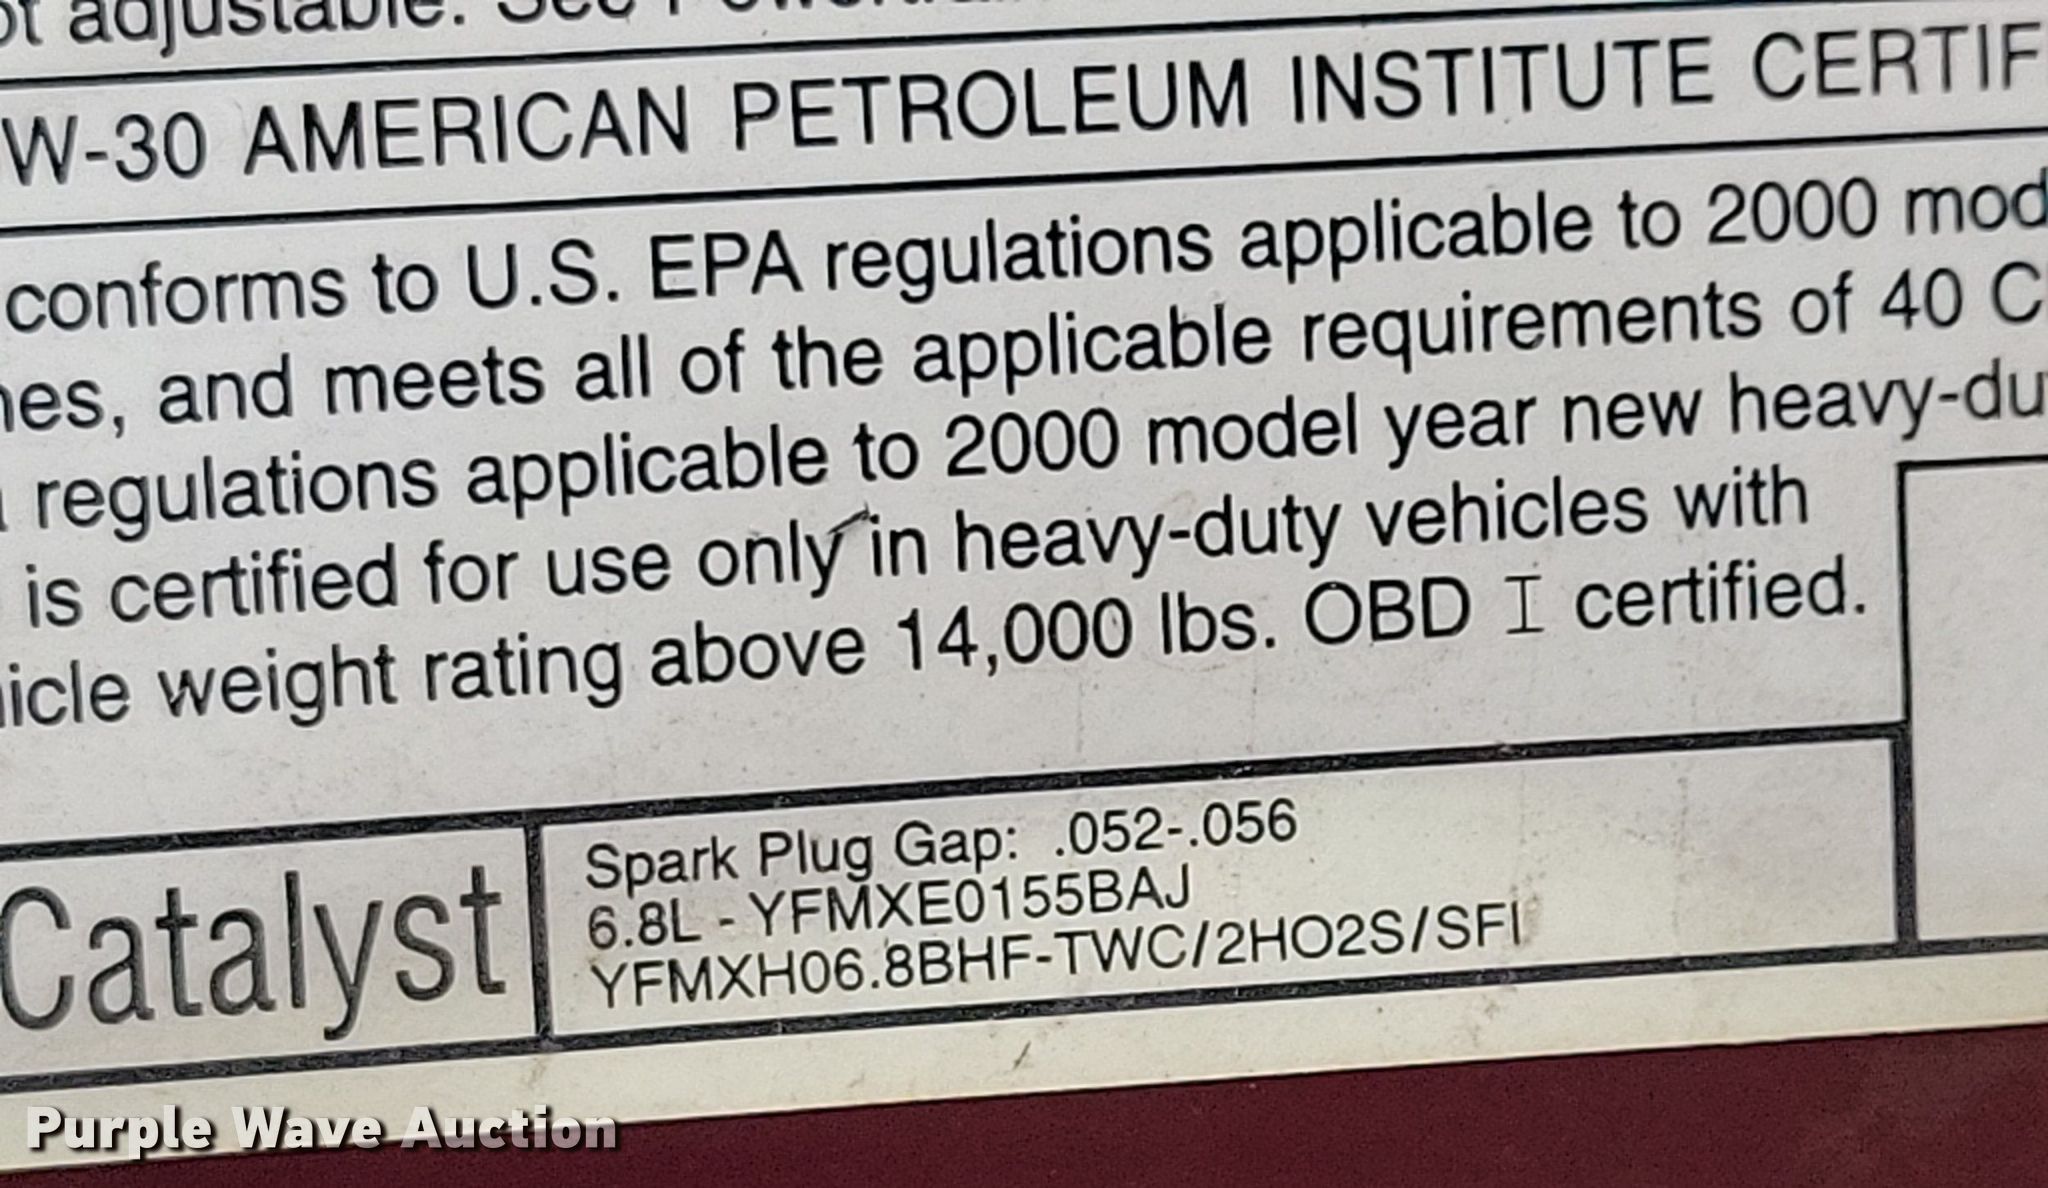 ot adjustable. See Powertrain
W-30 AMERICAN PETROLEUM INSTITUTE CERTIF
conforms to U.S. EPA regulations applicable to 2000 mod
nes, and meets all of the applicable requirements of 40 C
regulations applicable to 2000 model year new heavy-du
is certified for use only in heavy-duty vehicles with
icle weight rating above 14,000 lbs. OBD I certified.
Catalyst
Spark Plug Gap: .052-.056
6.8L - YFMXE0155BAJ
YFMXH06.8BHF-TWC/2HO2S/SFI
Purple Wave Auction